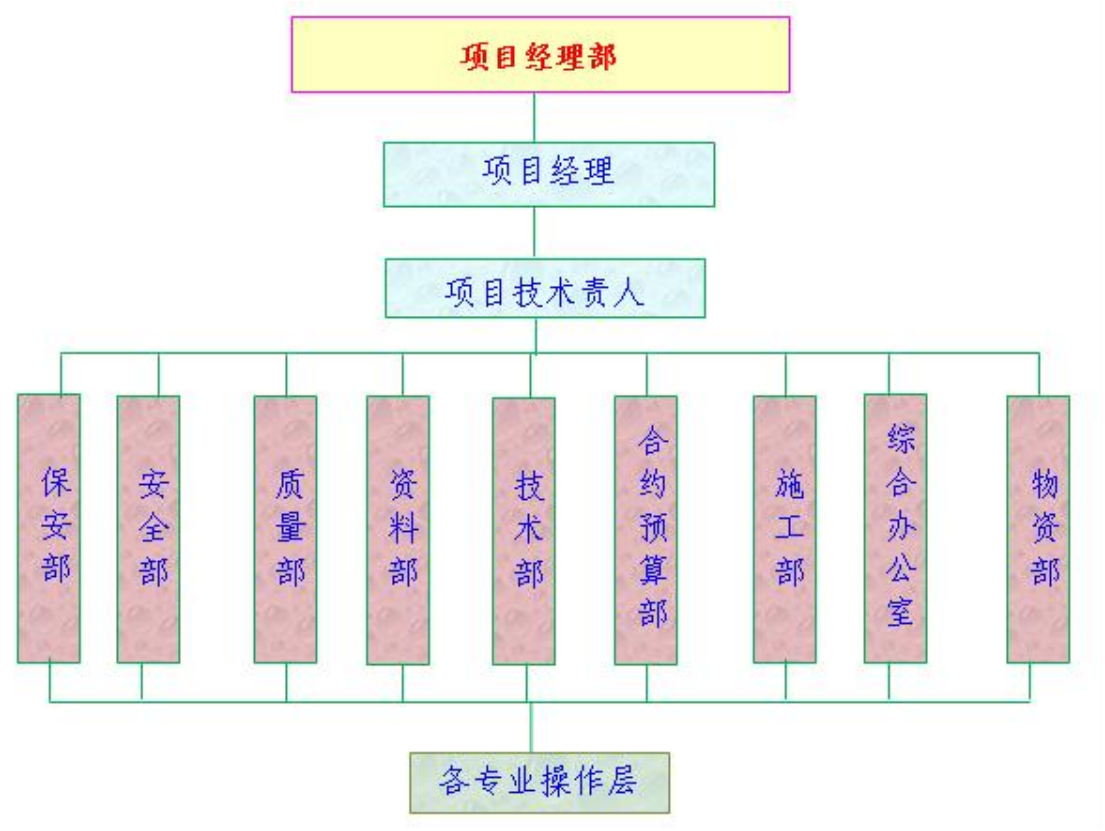 项目经理部
项目经理
项目技术责人
保安部
安全部
质量部
资料部
技术部
合约预算部
施工部
综合办公室
物资部
各专业操作层